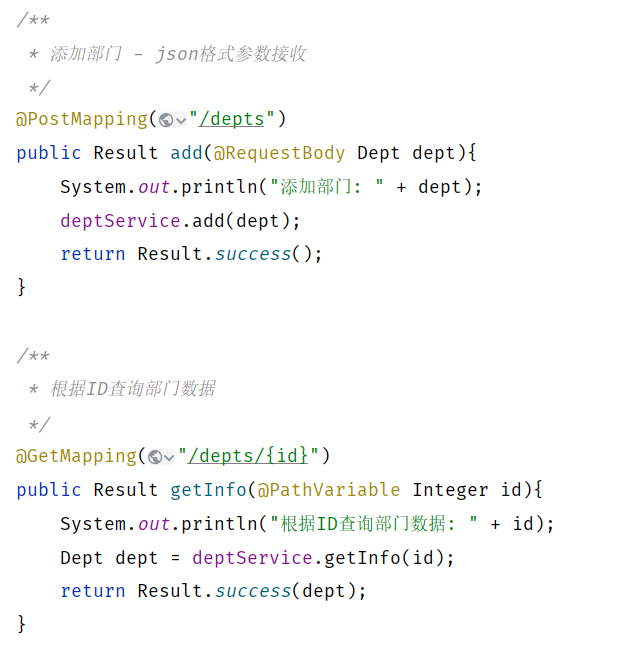 /**
 * 添加部门 - json格式参数接收
 */
@PostMapping("/depts")
public Result add(@RequestBody Dept dept){
    System.out.println("添加部门: " + dept);
    deptService.add(dept);
    return Result.success();
}

/**
 * 根据ID查询部门数据
 */
@GetMapping("/depts/{id}")
public Result getInfo(@PathVariable Integer id){
    System.out.println("根据ID查询部门数据: " + id);
    Dept dept = deptService.getInfo(id);
    return Result.success(dept);
}